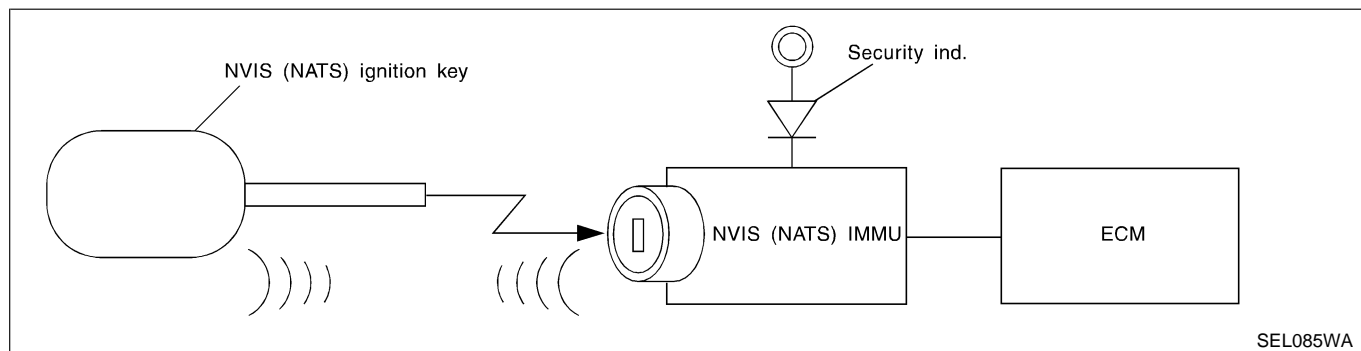 Security ind.
NVIS (NATS) ignition key
NVIS (NATS) IMMU
ECM
SEL085WA